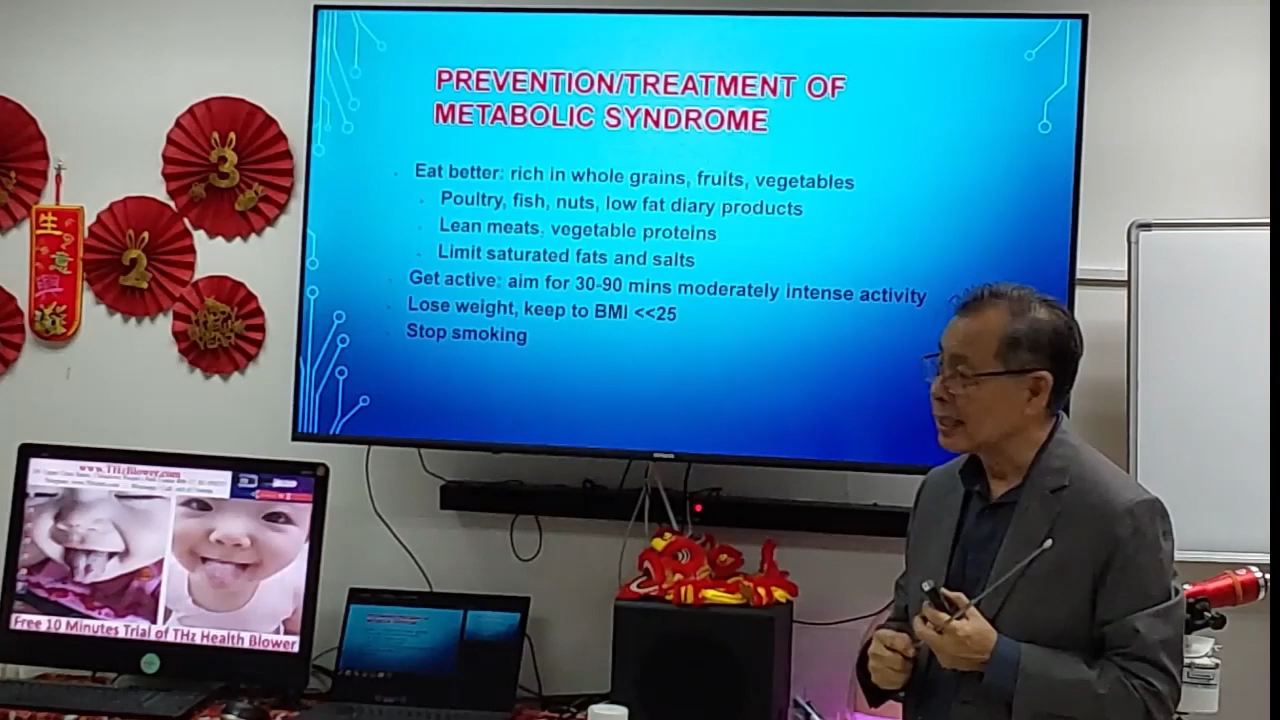 PREVENTION/TREATMENT OF
METABOLIC SYNDROME
Eat better: rich in whole grains, fruits, vegetables
Poultry, fish, nuts, low fat diary products
Lean meats, vegetable proteins
Limit saturated fats and salts
Get active: aim for 30-90 mins moderately intense activity
Lose weight, keep to BMI <<25
Stop smoking
3
2
生
意
興
www.THzBlower.com
Free 10 Minutes Trial of THz Health Blower